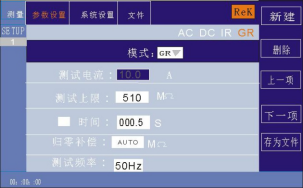 测量 参数设置 系统设置 文件 ReK 新建
SETUP AC DC IR GR
1 模式：GR 删除
测试电流：10.0 A 上一项
测试上限：510 MΩ
时间：000.5 S 下一项
归零补偿：AUTO MΩ 存为文件
测试频率：50Hz